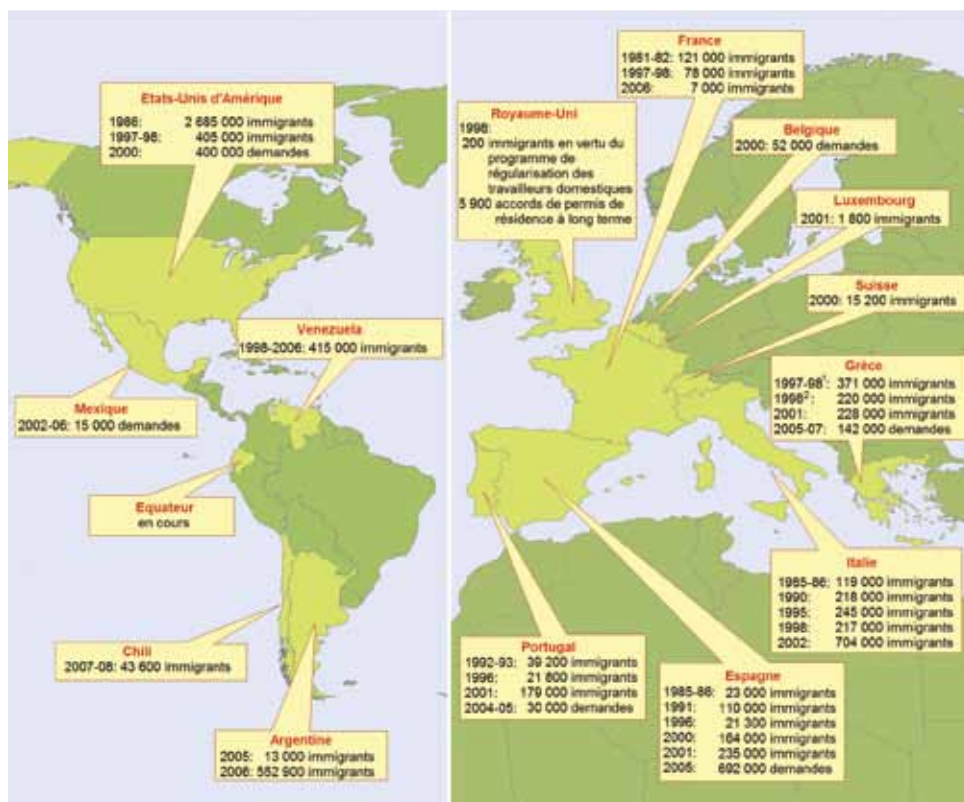 Etats-Unis d'Amérique
1986: 2 685 000 immigrants
1997-98: 405 000 immigrants
2000: 400 000 demandes
Venezuela
1998-2006: 415 000 immigrants
Mexique
2002-06: 15 000 demandes
Equateur
en cours
Chili
2007-08: 43 600 immigrants
Argentine
2005: 13 000 immigrants
2006: 552 900 immigrants
France
1981-82: 121 000 immigrants
1997-98: 78 000 immigrants
2006: 7 000 immigrants
Royaume-Uni
1998:
200 immigrants en vertu du
programme de
régularisation des
travailleurs domestiques
5 900 accords de permis de
résidence à long terme
Belgique
2000: 52 000 demandes
Luxembourg
2001: 1 800 immigrants
Suisse
2000: 15 200 immigrants
Grèce
1997-98¹: 371 000 immigrants
1998²: 220 000 immigrants
2001: 228 000 immigrants
2005-07: 142 000 demandes
Italie
1985-86: 119 000 immigrants
1990: 218 000 immigrants
1995: 245 000 immigrants
1998: 217 000 immigrants
2002: 704 000 immigrants
Portugal
1992-93: 39 200 immigrants
1996: 21 800 immigrants
2001: 179 000 immigrants
2004-05: 30 000 demandes
Espagne
1985-86: 23 000 immigrants
1991: 110 000 immigrants
1996: 21 300 immigrants
2000: 164 000 immigrants
2001: 235 000 immigrants
2005: 692 000 demandes